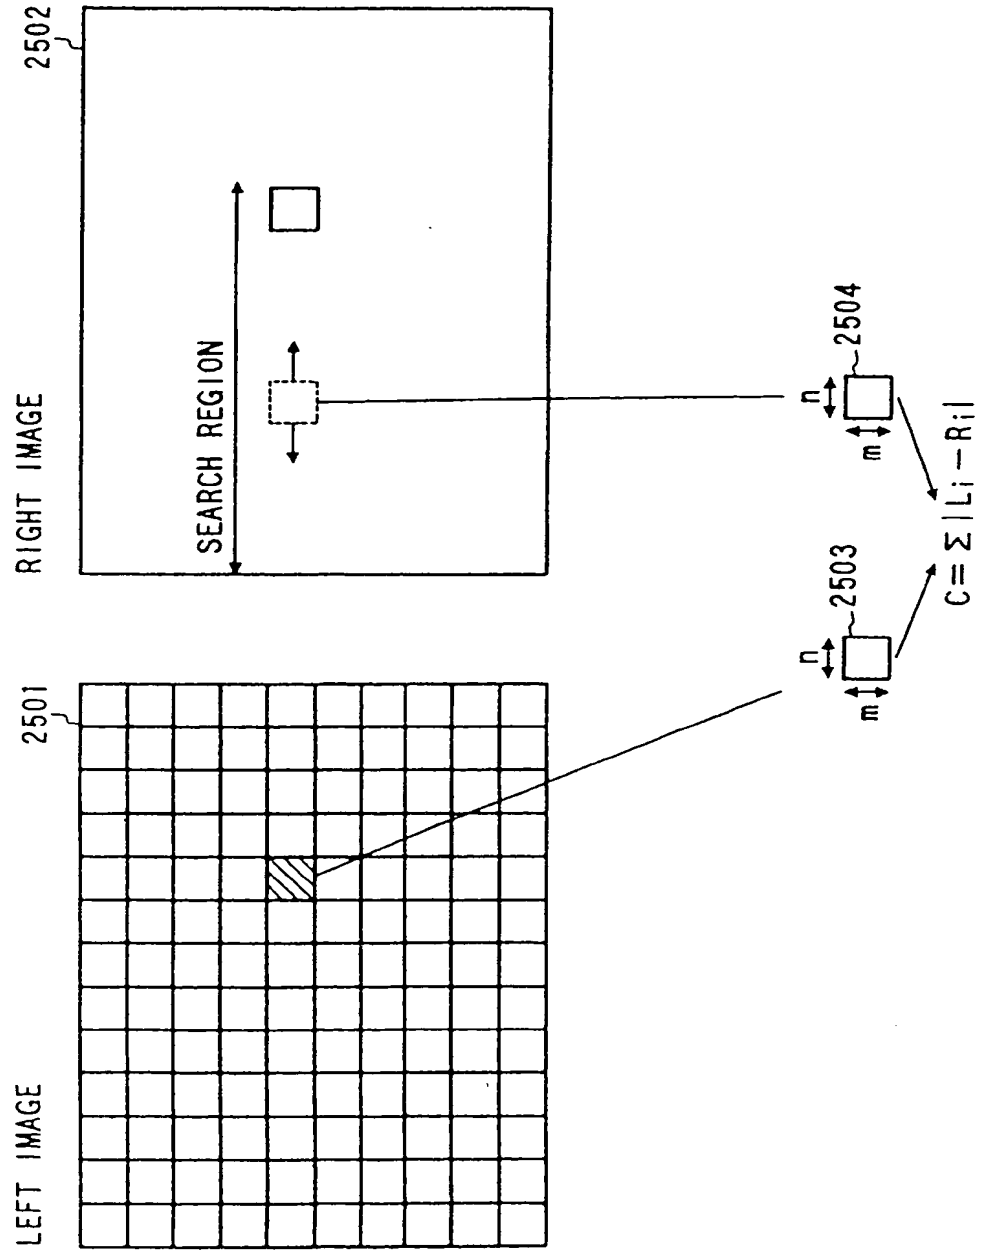 LEFT IMAGE
2501
RIGHT IMAGE
2502
SEARCH REGION
n
m
2503
n
m
2504
C=Σ|Li-Ri|